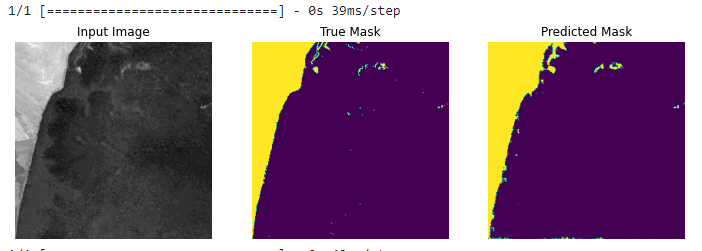 1/1 [==============================] - 0s 39ms/step
Input Image
True Mask
Predicted Mask